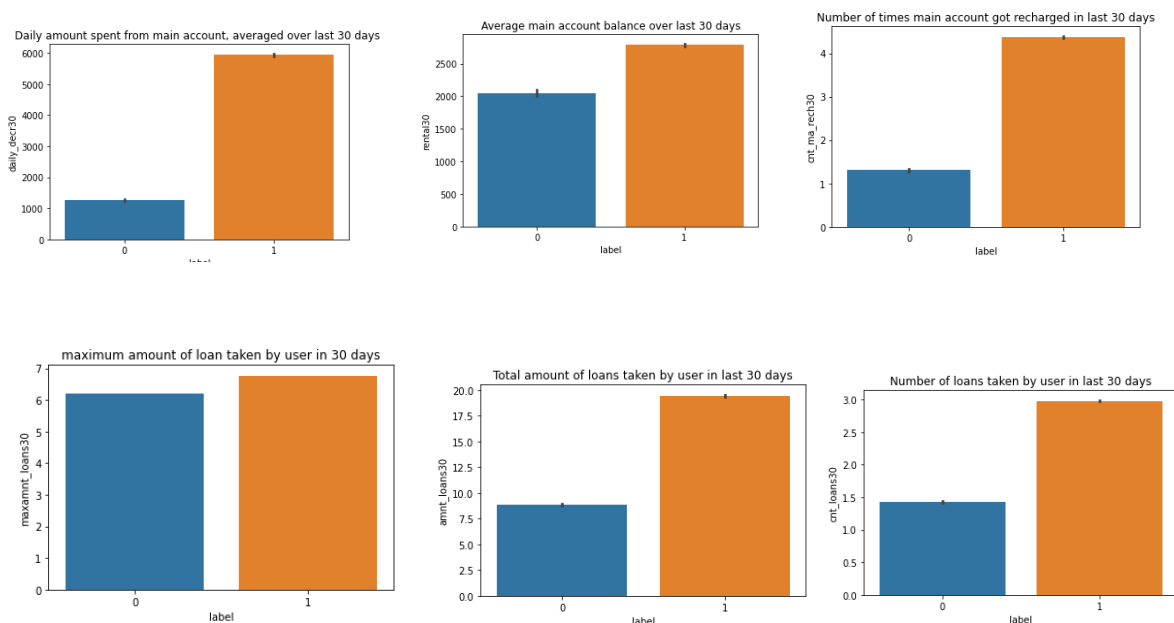 Daily amount spent from main account, averaged over last 30 days
6000
5000
4000
3000
2000
1000
0
daily_decr30
0 1
label
Average main account balance over last 30 days
2500
2000
1500
1000
500
0
rental30
0 1
label
Number of times main account got recharged in last 30 days
4
3
2
1
0
cnt_ma_rech30
0 1
label
maximum amount of loan taken by user in 30 days
7
6
5
4
3
2
1
0
maxamnt_loans30
0 1
label
Total amount of loans taken by user in last 30 days
20.0
17.5
15.0
12.5
10.0
7.5
5.0
2.5
0.0
amnt_loans30
0 1
label
Number of loans taken by user in last 30 days
3.0
2.5
2.0
1.5
1.0
0.5
0.0
cnt_loans30
0 1
label